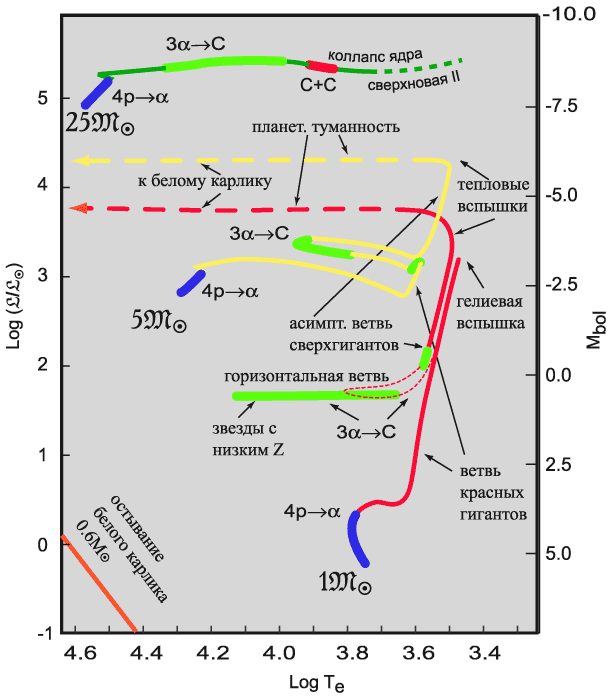 -10.0
3α→C
коллапс ядра
C+C
сверхновая II
5
4p→α
-7.5
25𝔐⊙
планет. туманность
4
к белому карлику
тепловые
вспышки
-5.0
3α→C
3
4p→α
-2.5
гелиевая
вспышка
5𝔐⊙
асимпт. ветвь
сверхгигантов
Log (ℒ/ℒ⊙)
Mbol
2
горизонтальная ветвь
0.0
звезды с
низким Z
3α→C
1
2.5
ветвь
красных
гигантов
4p→α
остывание
белого карлика
0.6M⊙
0
5.0
1𝔐⊙
-1
4.6 4.4 4.2 4.0 3.8 3.6 3.4
Log Te